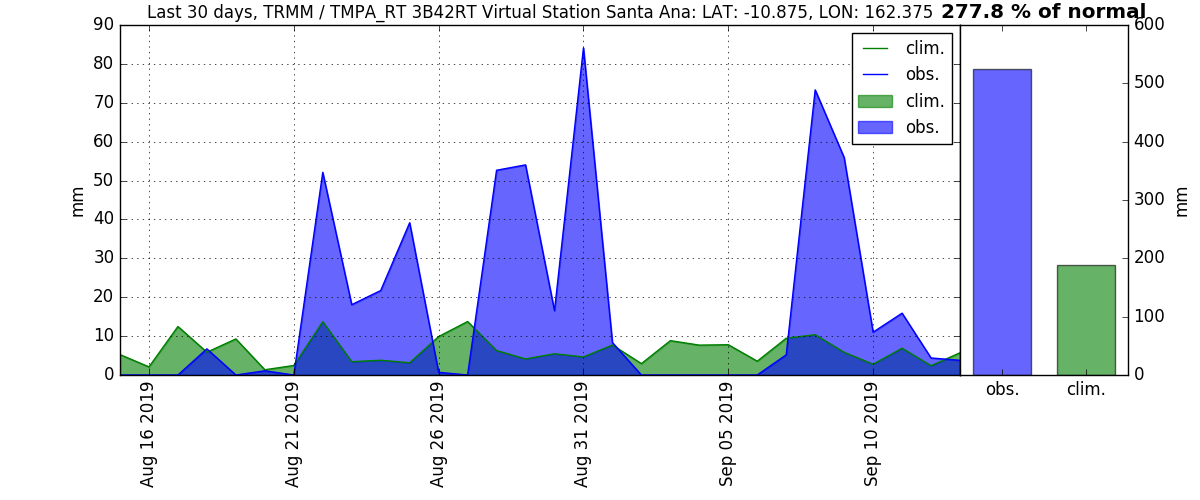 Last 30 days, TRMM / TMPA_RT 3B42RT Virtual Station Santa Ana: LAT: -10.875, LON: 162.375 277.8 % of normal
90
80
70
60
50
40
30
20
10
0
mm
clim.
obs.
clim.
obs.
Aug 16 2019
Aug 21 2019
Aug 26 2019
Aug 31 2019
Sep 05 2019
Sep 10 2019
600
500
400
300
200
100
0
mm
obs.
clim.